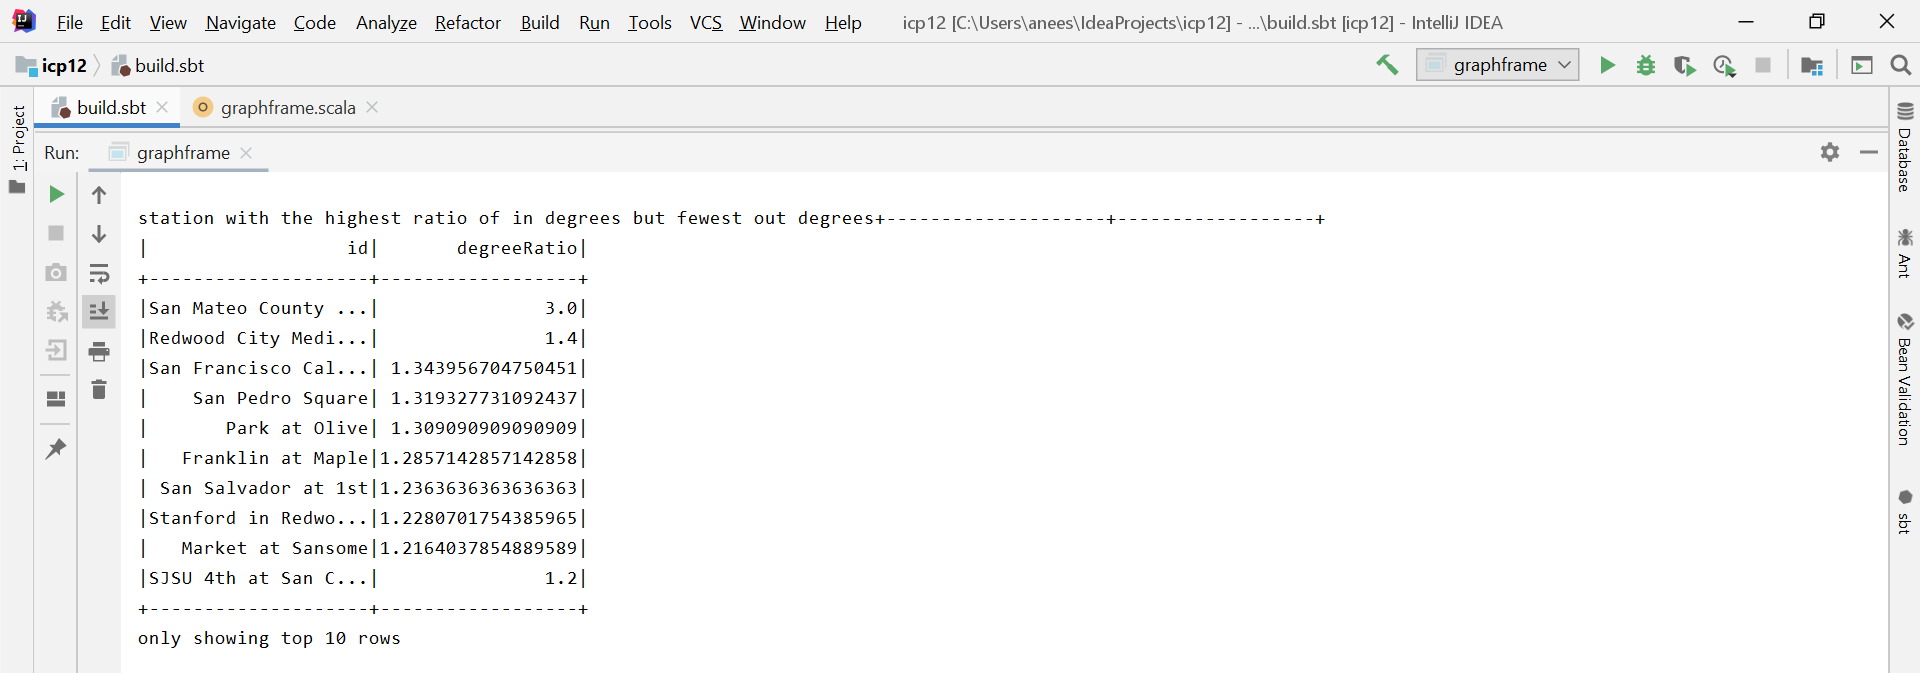 File Edit View Navigate Code Analyze Refactor Build Run Tools VCS Window Help icp12 [C:\Users\anees\IdeaProjects\icp12] - ...\build.sbt [icp12] - IntelliJ IDEA
icp12 build.sbt graphframe
build.sbt graphframe.scala
1: Project
Run: graphframe
station with the highest ratio of in degrees but fewest out degrees+--------------------+------------------+
|                  id|       degreeRatio|
+--------------------+------------------+
|San Mateo County ...|               3.0|
|Redwood City Medi...|               1.4|
|San Francisco Cal...| 1.343956704750451|
|    San Pedro Square| 1.319327731092437|
|       Park at Olive| 1.309090909090909|
|   Franklin at Maple|1.2857142857142858|
| San Salvador at 1st|1.2363636363636363|
|Stanford in Redwo...|1.2280701754385965|
|   Market at Sansome|1.2164037854889589|
|SJSU 4th at San C...|               1.2|
+--------------------+------------------+
only showing top 10 rows
Database
Ant
Bean Validation
sbt